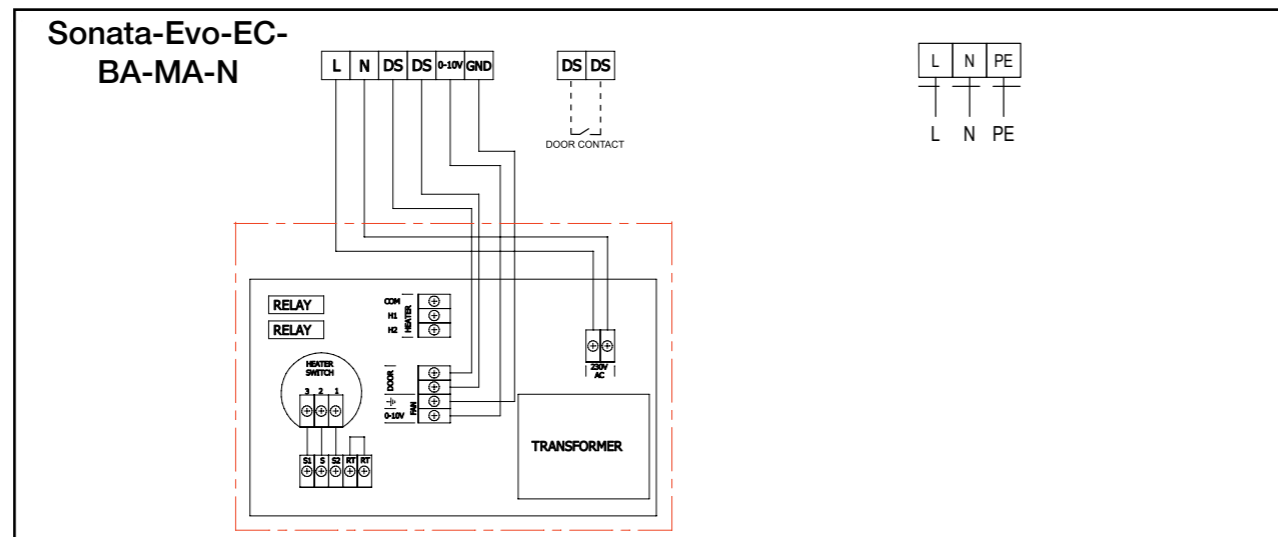 Sonata-Evo-EC-
BA-MA-N
L N DS DS 0-10V GND
DS DS
DOOR CONTACT
L N PE
L N PE
RELAY
RELAY
COM
H1
H2
HEATER
HEATER
SWITCH
3 2 1
DOOR
0-10V
FAN
S1 S S2 RT RT
230V
AC
TRANSFORMER